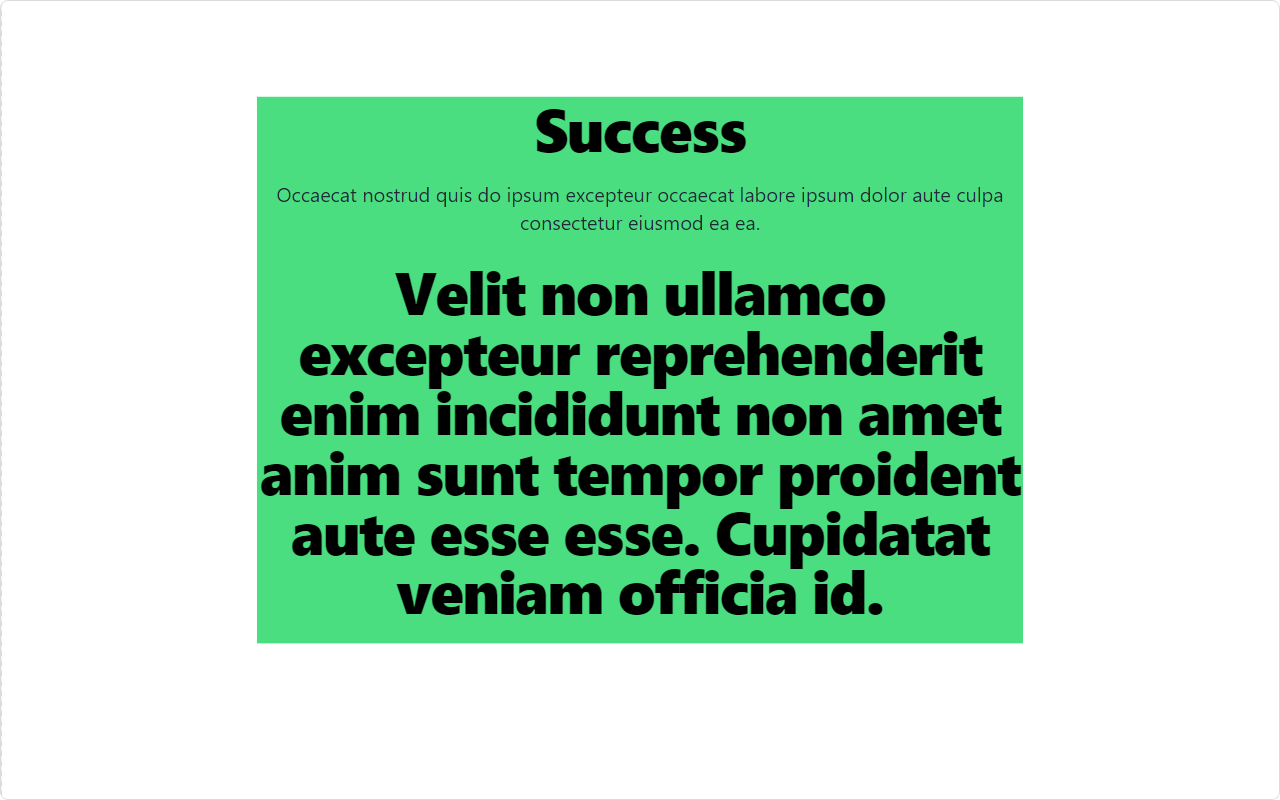 Success
Occaecat nostrud quis do ipsum excepteur occaecat labore ipsum dolor aute culpa
consectetur eiusmod ea ea.
Velit non ullamco
excepteur reprehenderit
enim incididunt non amet
anim sunt tempor proident
aute esse esse. Cupidatat
veniam officia id.